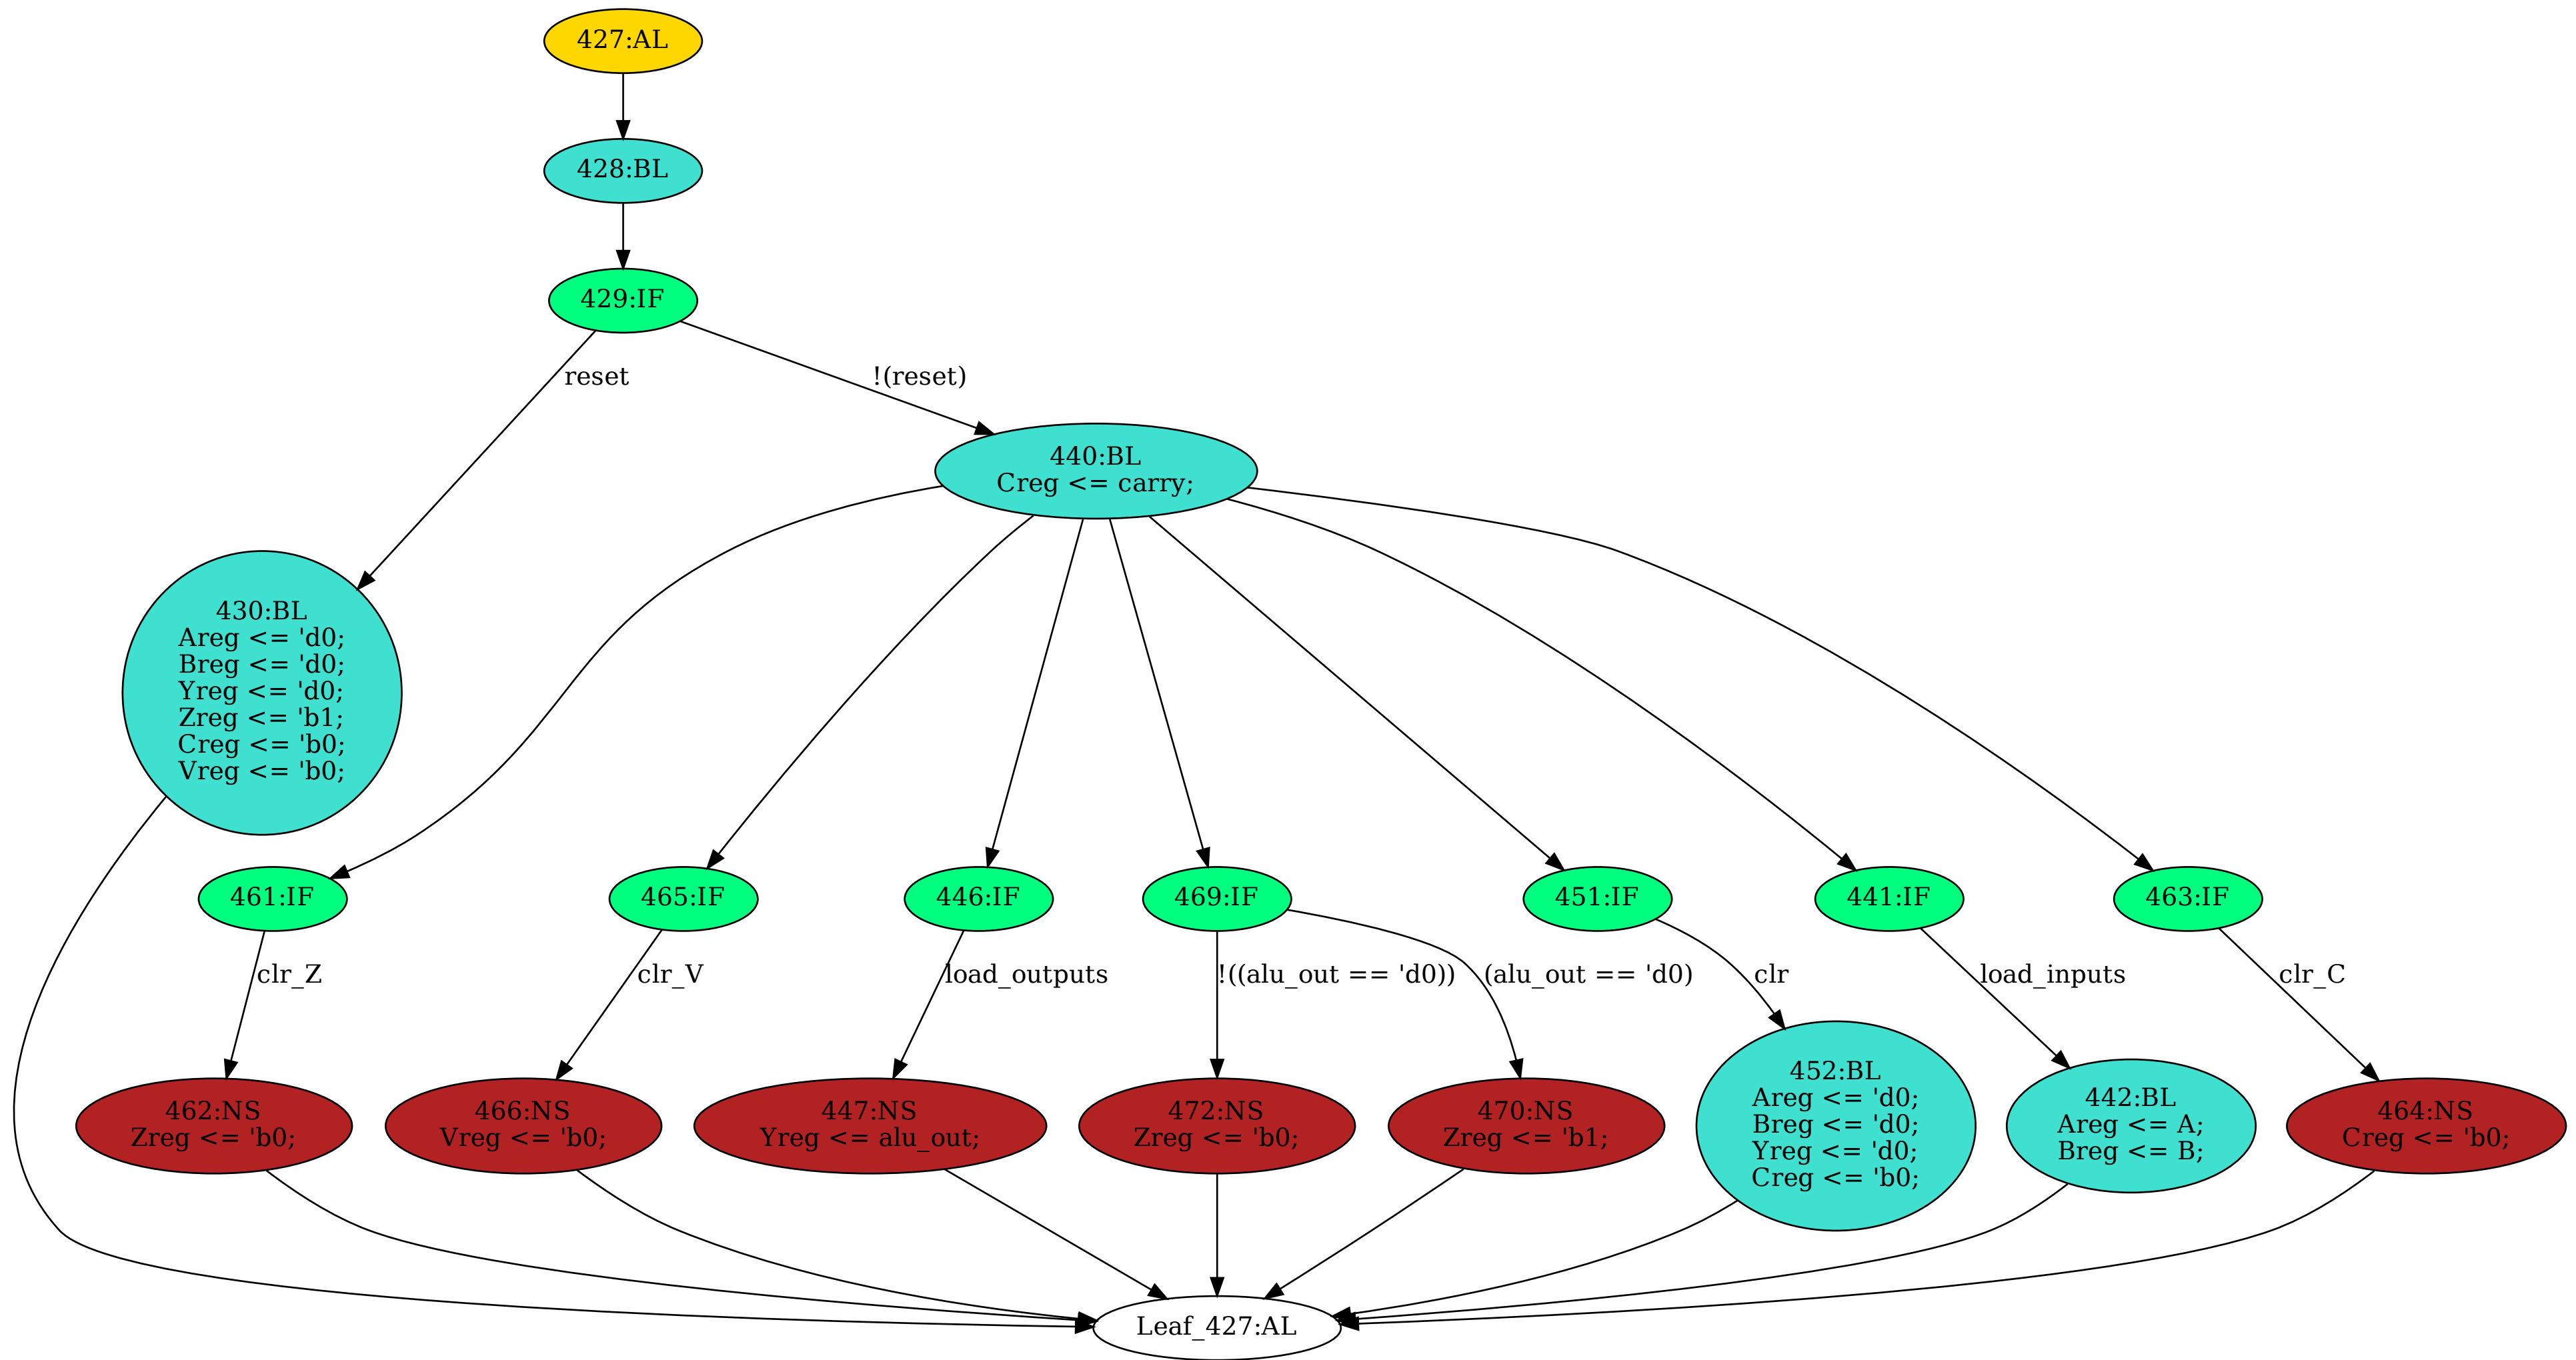 427:AL
428:BL
429:IF
reset
!(reset)
440:BL
Creg <= carry;
430:BL
Areg <= 'd0;
Breg <= 'd0;
Yreg <= 'd0;
Zreg <= 'b1;
Creg <= 'b0;
Vreg <= 'b0;
461:IF
465:IF
446:IF
469:IF
451:IF
441:IF
463:IF
clr_Z
clr_V
load_outputs
!((alu_out == 'd0))
(alu_out == 'd0)
clr
load_inputs
clr_C
462:NS
Zreg <= 'b0;
466:NS
Vreg <= 'b0;
447:NS
Yreg <= alu_out;
472:NS
Zreg <= 'b0;
470:NS
Zreg <= 'b1;
452:BL
Areg <= 'd0;
Breg <= 'd0;
Yreg <= 'd0;
Creg <= 'b0;
442:BL
Areg <= A;
Breg <= B;
464:NS
Creg <= 'b0;
Leaf_427:AL